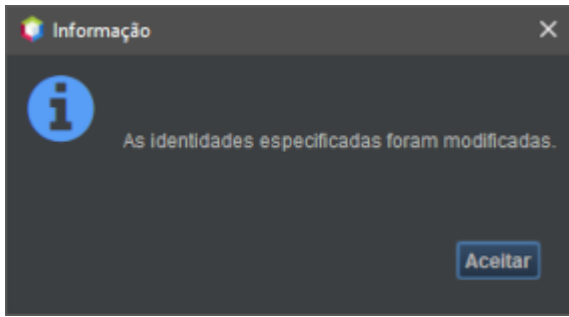 Informação
As identidades especificadas foram modificadas.
Aceitar